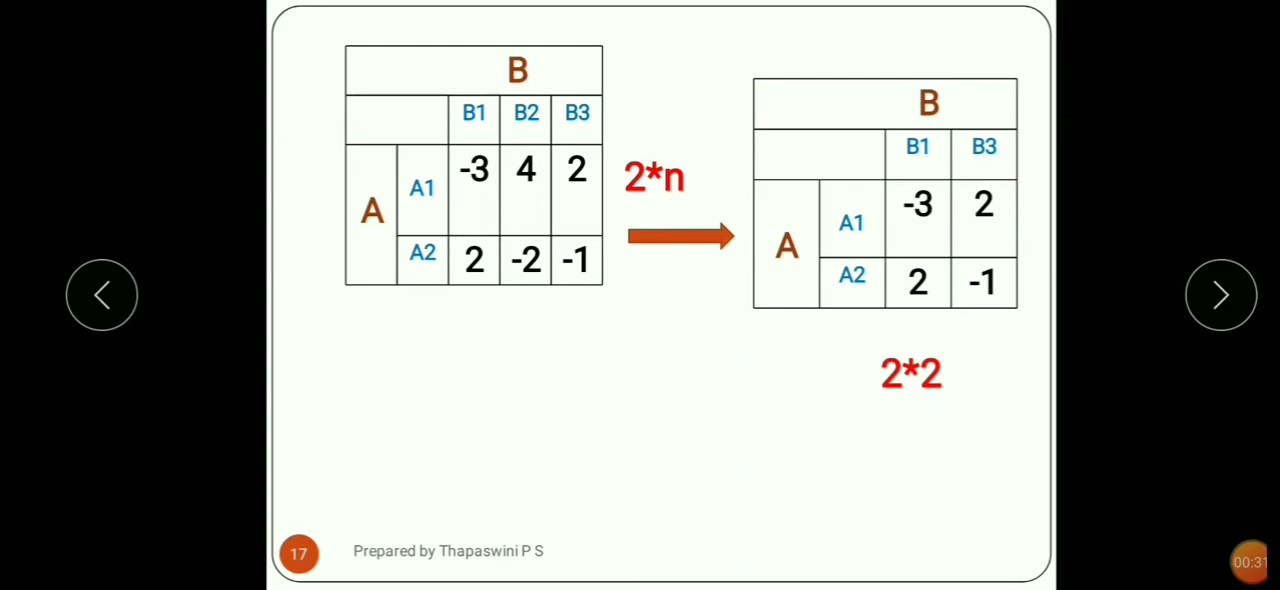 B
B1 B2 B3
A A1 -3 4 2
A2 2 -2 -1
2*n
B
B1 B3
A A1 -3 2
A2 2 -1
2*2
17 Prepared by Thapaswini P S
00:31